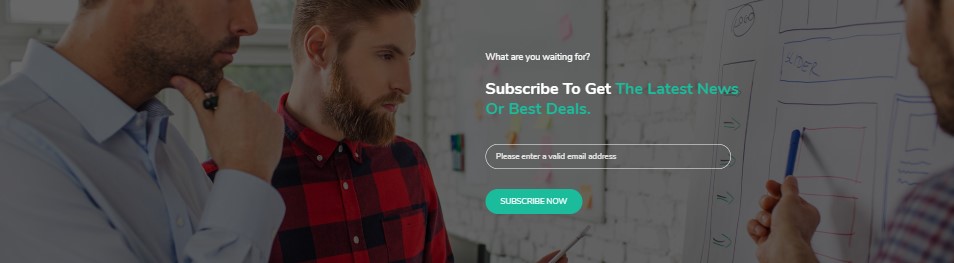 What are you waiting for?
LOGO
Subscribe To Get The Latest News
Or Best Deals.
Please enter a valid email address
SUBSCRIBE NOW